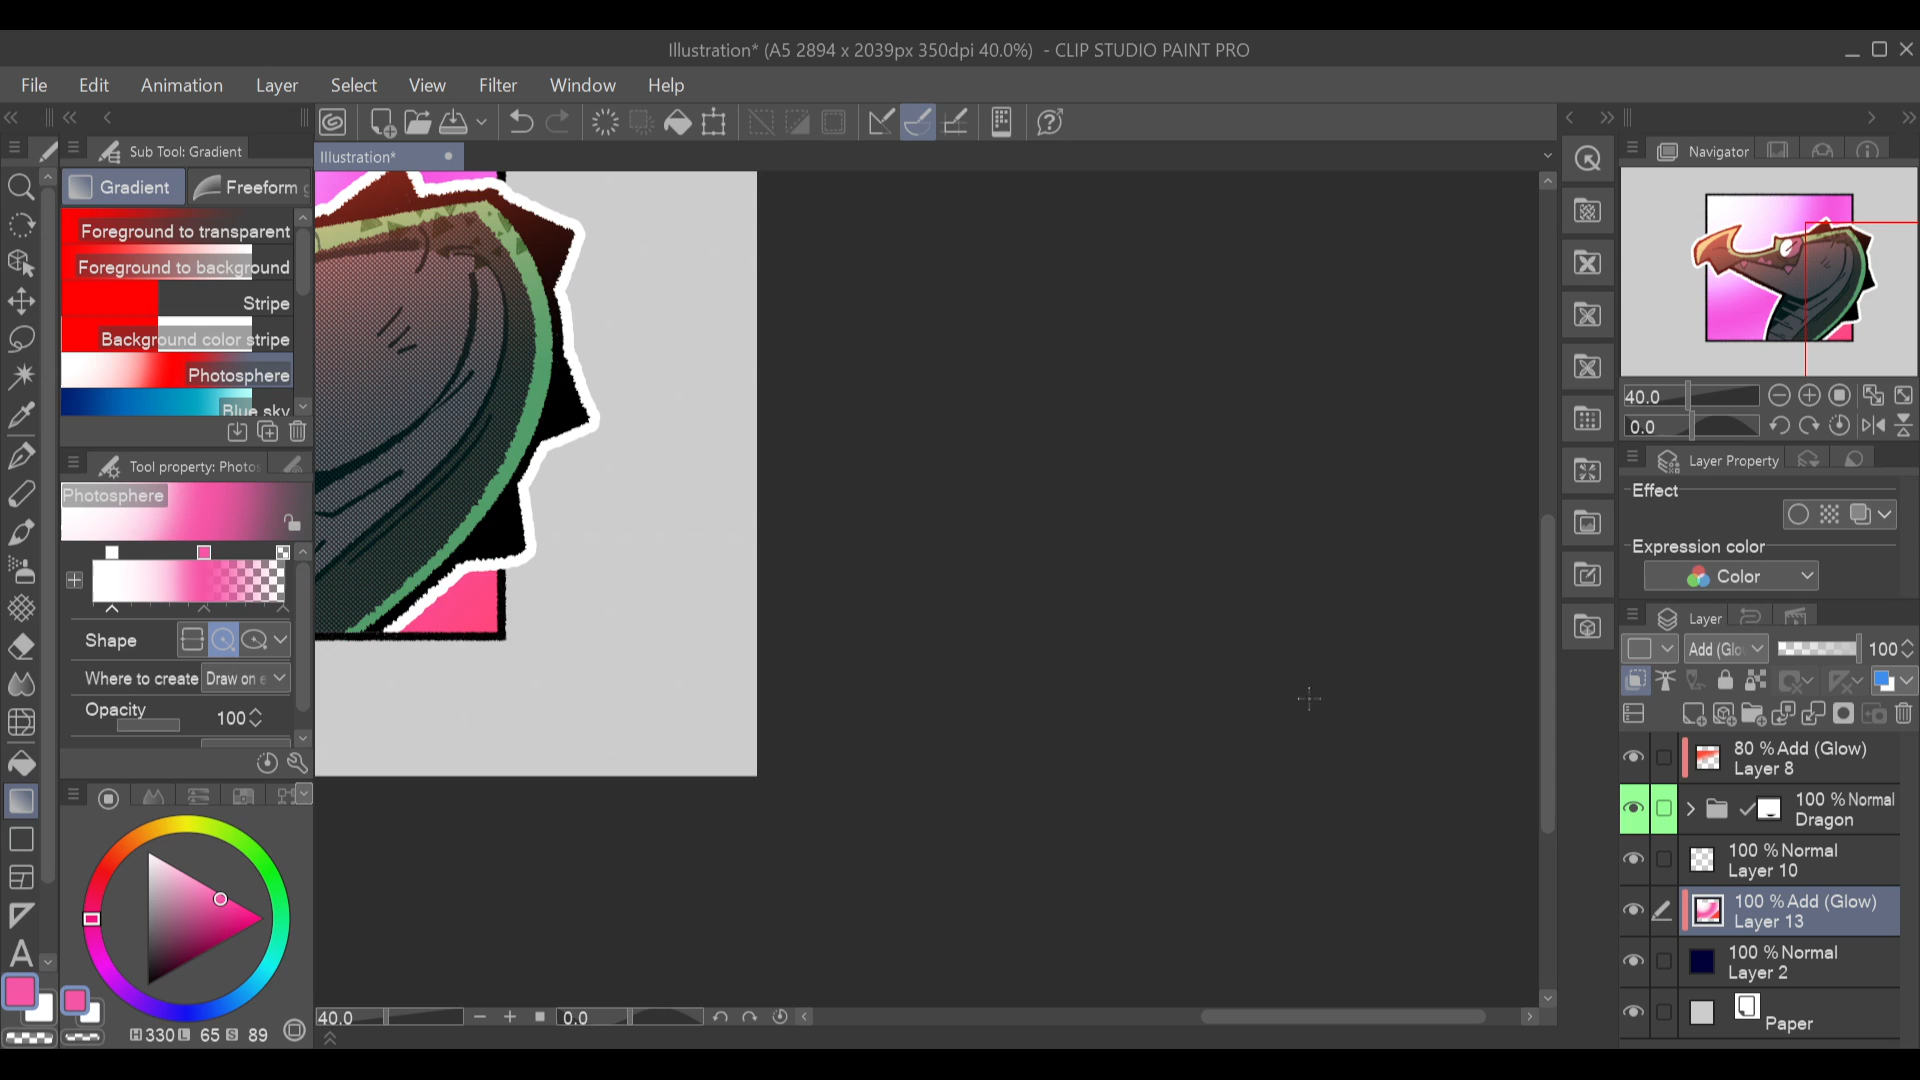 Illustration* (A5 2894 x 2039px 350dpi 40.0%) - CLIP STUDIO PAINT PRO
File Edit Animation Layer Select View Filter Window Help
Sub Tool: Gradient
Illustration*
Navigator
Gradient Freeform g
Foreground to transparent
Foreground to background
Stripe
Background color stripe
Photosphere
Blue sky
40.0
0.0
Tool property: Photos
Layer Property
Photosphere
Effect
Expression color
Color
Layer
Shape
Add (Glo 100
Where to create Draw on e
Opacity 100
80 %Add (Glow)
Layer 8
100 %Normal
Dragon
100 %Normal
Layer 10
100 %Add (Glow)
Layer 13
100 %Normal
Layer 2
Paper
A
40.0 0.0
H 330 L 65 S 89